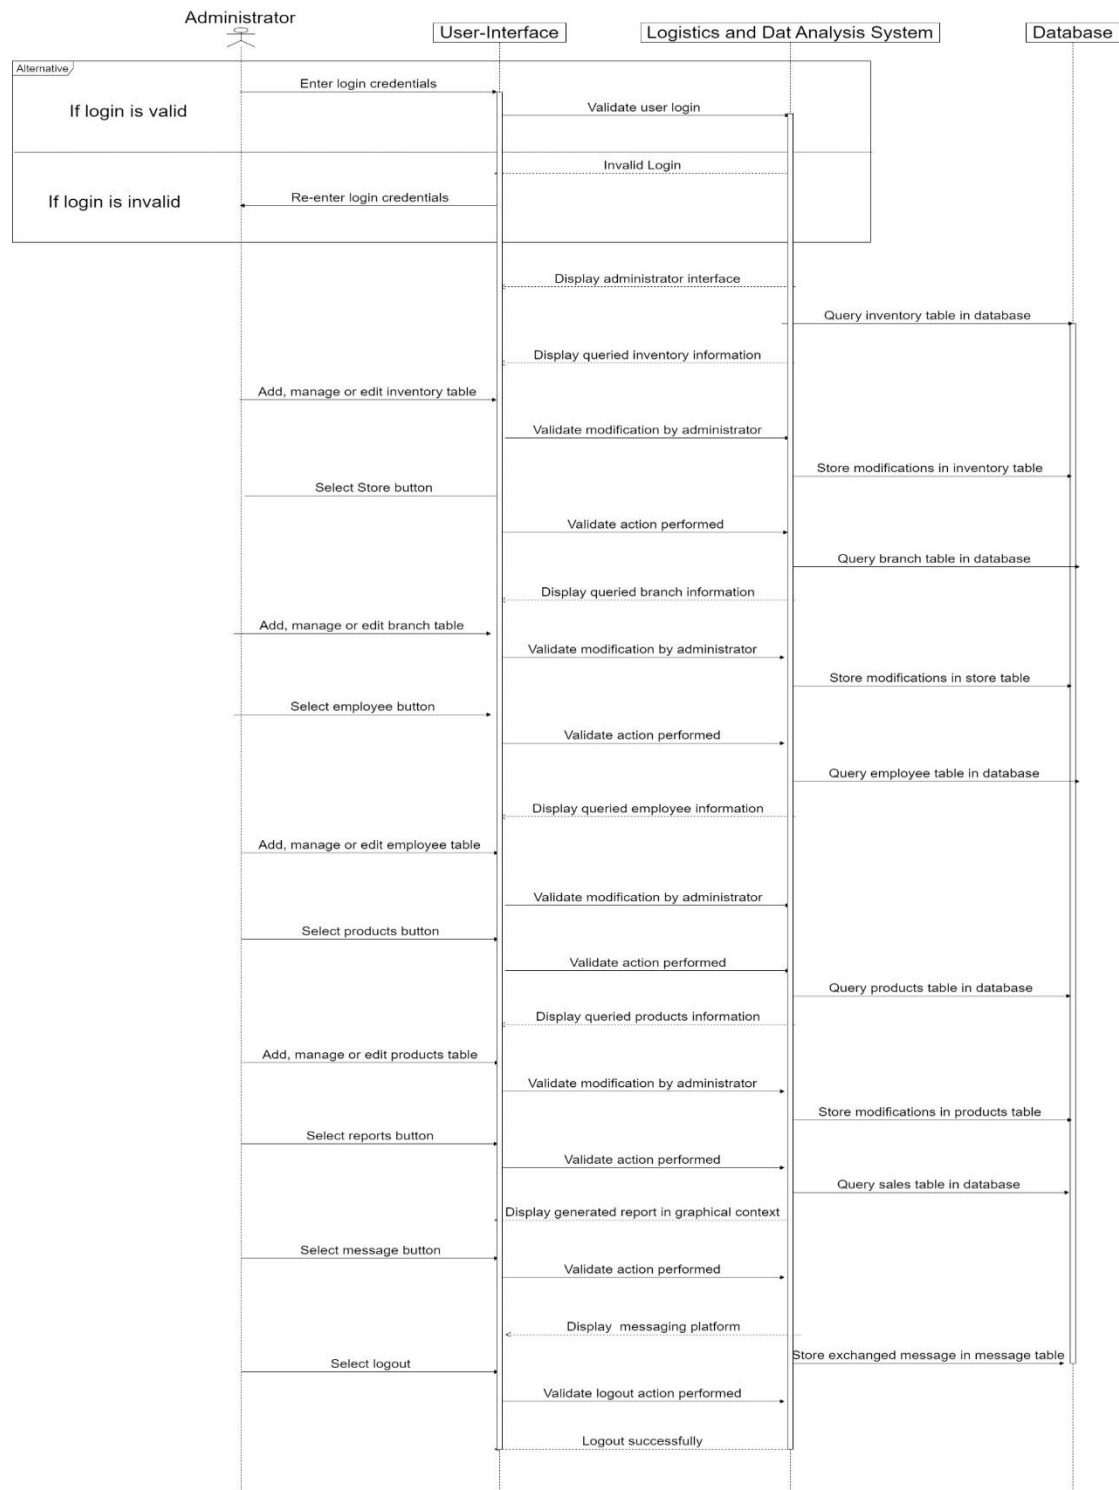 Administrator
User-Interface
Logistics and Dat Analysis System
Database
Alternative
Enter login credentials
If login is valid
Validate user login
Invalid Login
If login is invalid
Re-enter login credentials
Display administrator interface
Query inventory table in database
Display queried inventory information
Add, manage or edit inventory table
Validate modification by administrator
Store modifications in inventory table
Select Store button
Validate action performed
Query branch table in database
Display queried branch information
Add, manage or edit branch table
Validate modification by administrator
Store modifications in store table
Select employee button
Validate action performed
Query employee table in database
Display queried employee information
Add, manage or edit employee table
Validate modification by administrator
Select products button
Validate action performed
Query products table in database
Display queried products information
Add, manage or edit products table
Validate modification by administrator
Store modifications in products table
Select reports button
Validate action performed
Query sales table in database
Display generated report in graphical context
Select message button
Validate action performed
Display messaging platform
Store exchanged message in message table
Select logout
Validate logout action performed
Logout successfully